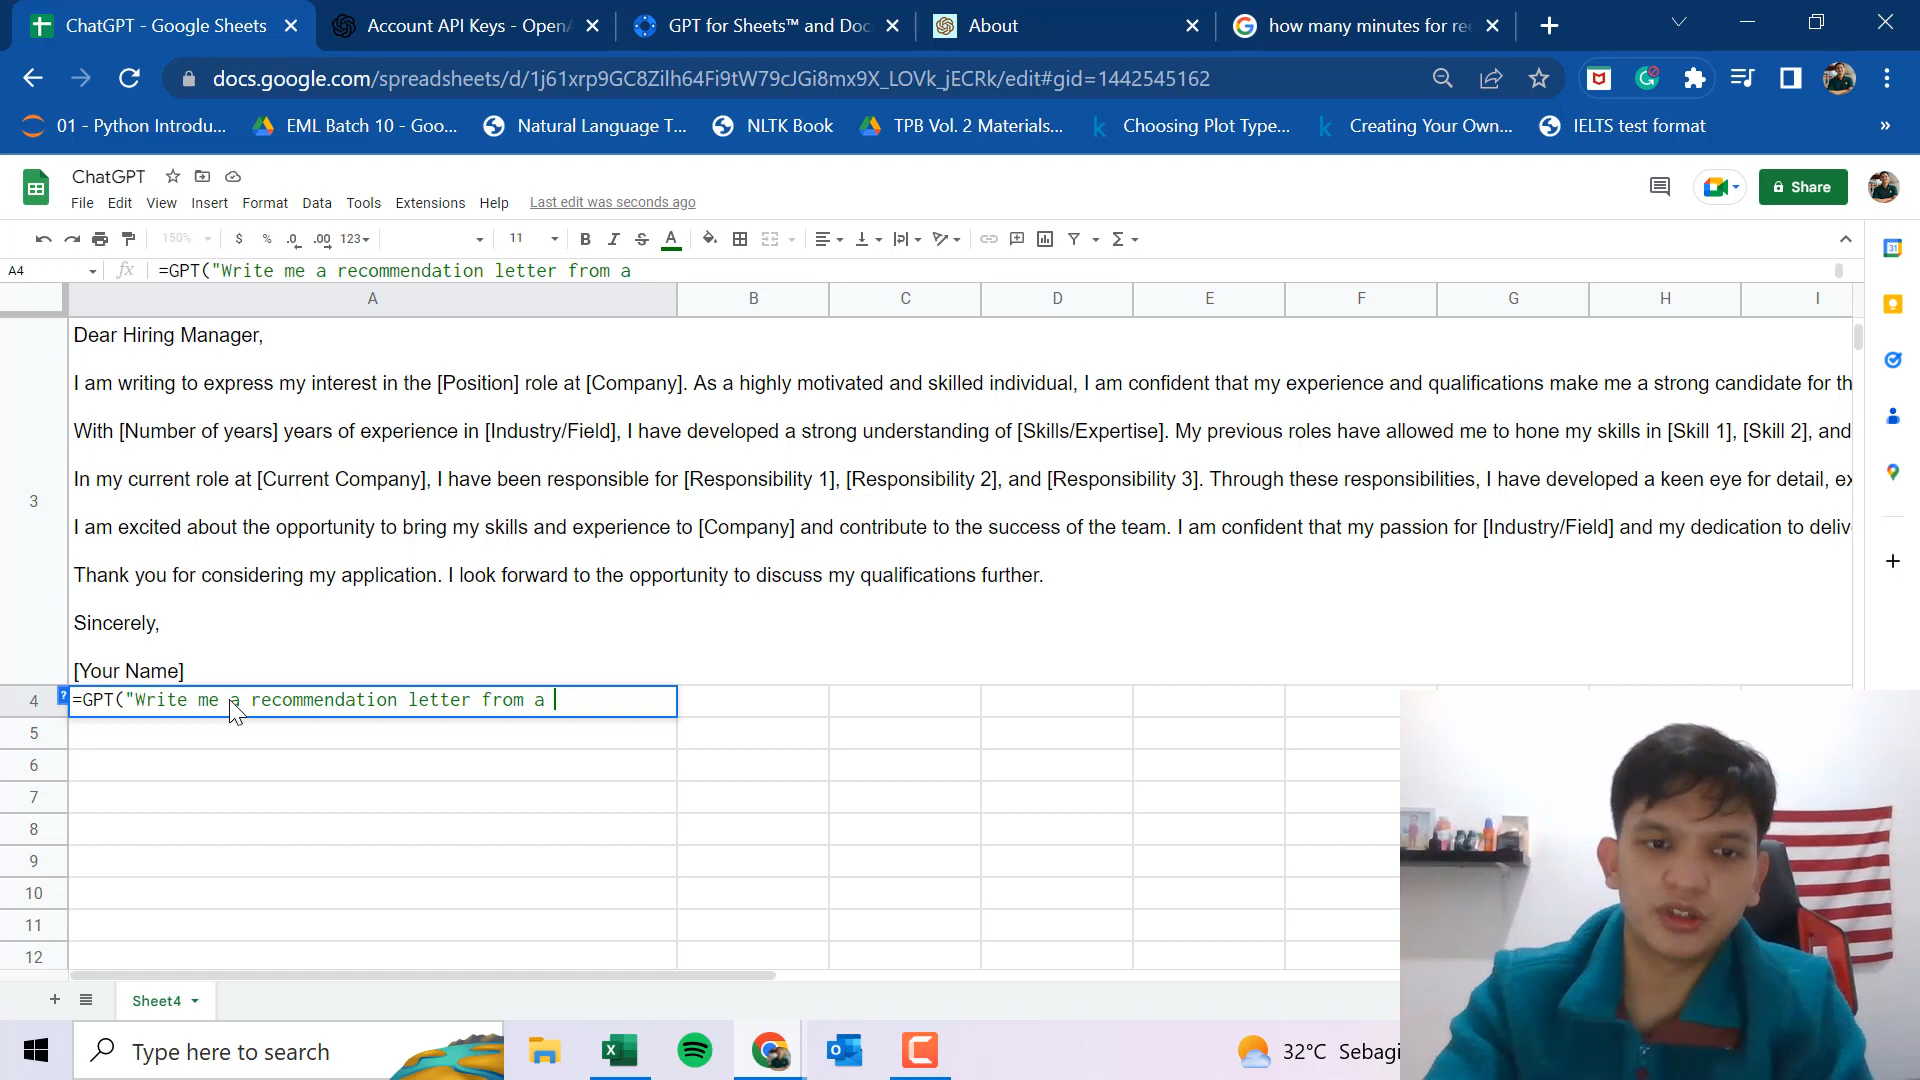 ChatGPT - Google Sheets
Account API Keys - OpenA
GPT for Sheets™ and Docs
About
how many minutes for re
docs.google.com/spreadsheets/d/1j61xrp9GC8Zilh64Fi9tW79cJGi8mx9X_LOVk_jECRk/edit#gid=1442545162
01 - Python Introdu...
EML Batch 10 - Goo...
Natural Language T...
NLTK Book
TPB Vol. 2 Materials...
Choosing Plot Type...
Creating Your Own...
IELTS test format
»
ChatGPT
File Edit View Insert Format Data Tools Extensions Help Last edit was seconds ago
Share
150% $ % .0 .00 123 11 B I S A
A4 fx =GPT("Write me a recommendation letter from a
A B C D E F G H I
3
Dear Hiring Manager,
I am writing to express my interest in the [Position] role at [Company]. As a highly motivated and skilled individual, I am confident that my experience and qualifications make me a strong candidate for th
With [Number of years] years of experience in [Industry/Field], I have developed a strong understanding of [Skills/Expertise]. My previous roles have allowed me to hone my skills in [Skill 1], [Skill 2], and
In my current role at [Current Company], I have been responsible for [Responsibility 1], [Responsibility 2], and [Responsibility 3]. Through these responsibilities, I have developed a keen eye for detail, ex
I am excited about the opportunity to bring my skills and experience to [Company] and contribute to the success of the team. I am confident that my passion for [Industry/Field] and my dedication to deliv
Thank you for considering my application. I look forward to the opportunity to discuss my qualifications further.
Sincerely,
[Your Name]
4 ? =GPT("Write me a recommendation letter from a
5
6
7
8
9
10
11
12
+ Sheet4
Type here to search
32°C Sebagi